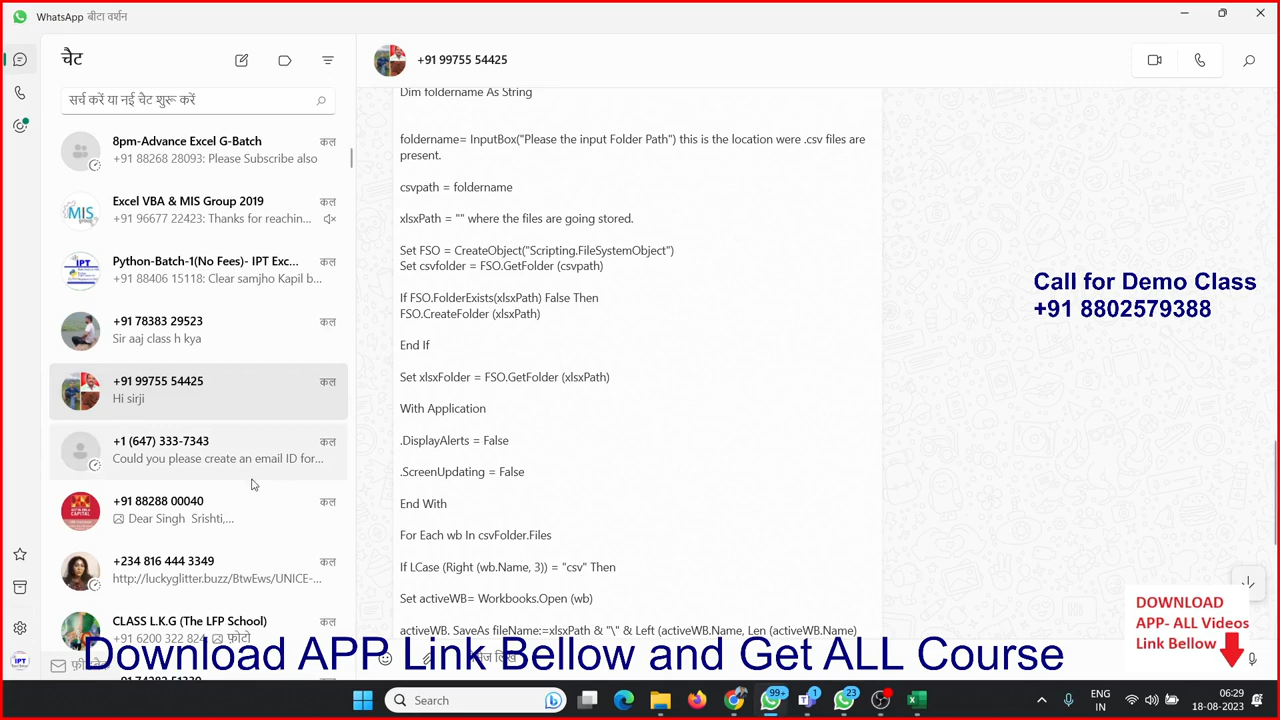 WhatsApp बीटा वर्शन
चैट
सर्च करें या नई चैट शुरू करें
8pm-Advance Excel G-Batch कल
+91 88268 28093: Please Subscribe also
Excel VBA & MIS Group 2019 कल
+91 96677 22423: Thanks for reachin...
Python-Batch-1(No Fees)- IPT Exc... कल
+91 88406 15118: Clear samjho Kapil b...
+91 78383 29523 कल
Sir aaj class h kya
+91 99755 54425 कल
Hi sirji
+1 (647) 333-7343 कल
Could you please create an email ID for...
+91 88288 00040 कल
Dear Singh Srishti,...
+234 816 444 3349 कल
http://luckyglitter.buzz/BtwEws/UNICE-...
CLASS L.K.G (The LFP School) कल
+91 6200 322 824 फ़ोटो
+91 99755 54425
Dim foldername As String
foldername= InputBox("Please the input Folder Path") this is the location were .csv files are
present.
csvpath = foldername
xlsxPath = "" where the files are going stored.
Set FSO = CreateObject("Scripting.FileSystemObject")
Set csvfolder = FSO.GetFolder (csvpath)
If FSO.FolderExists(xlsxPath) False Then
FSO.CreateFolder (xlsxPath)
End If
Set xlsxFolder = FSO.GetFolder (xlsxPath)
With Application
.DisplayAlerts = False
.ScreenUpdating = False
End With
For Each wb In csvFolder.Files
If LCase (Right (wb.Name, 3)) = "csv" Then
Set activeWB= Workbooks.Open (wb)
activeWB. SaveAs fileName:=xlsxPath & "\" & Left (activeWB.Name, Len (activeWB.Name)
Call for Demo Class
+91 8802579388
DOWNLOAD
APP- ALL Videos
Link Bellow
Download APP Link Bellow and Get ALL Course
Search
99+
1
23
ENG
IN
06:29
18-08-2023
MIS
IPT